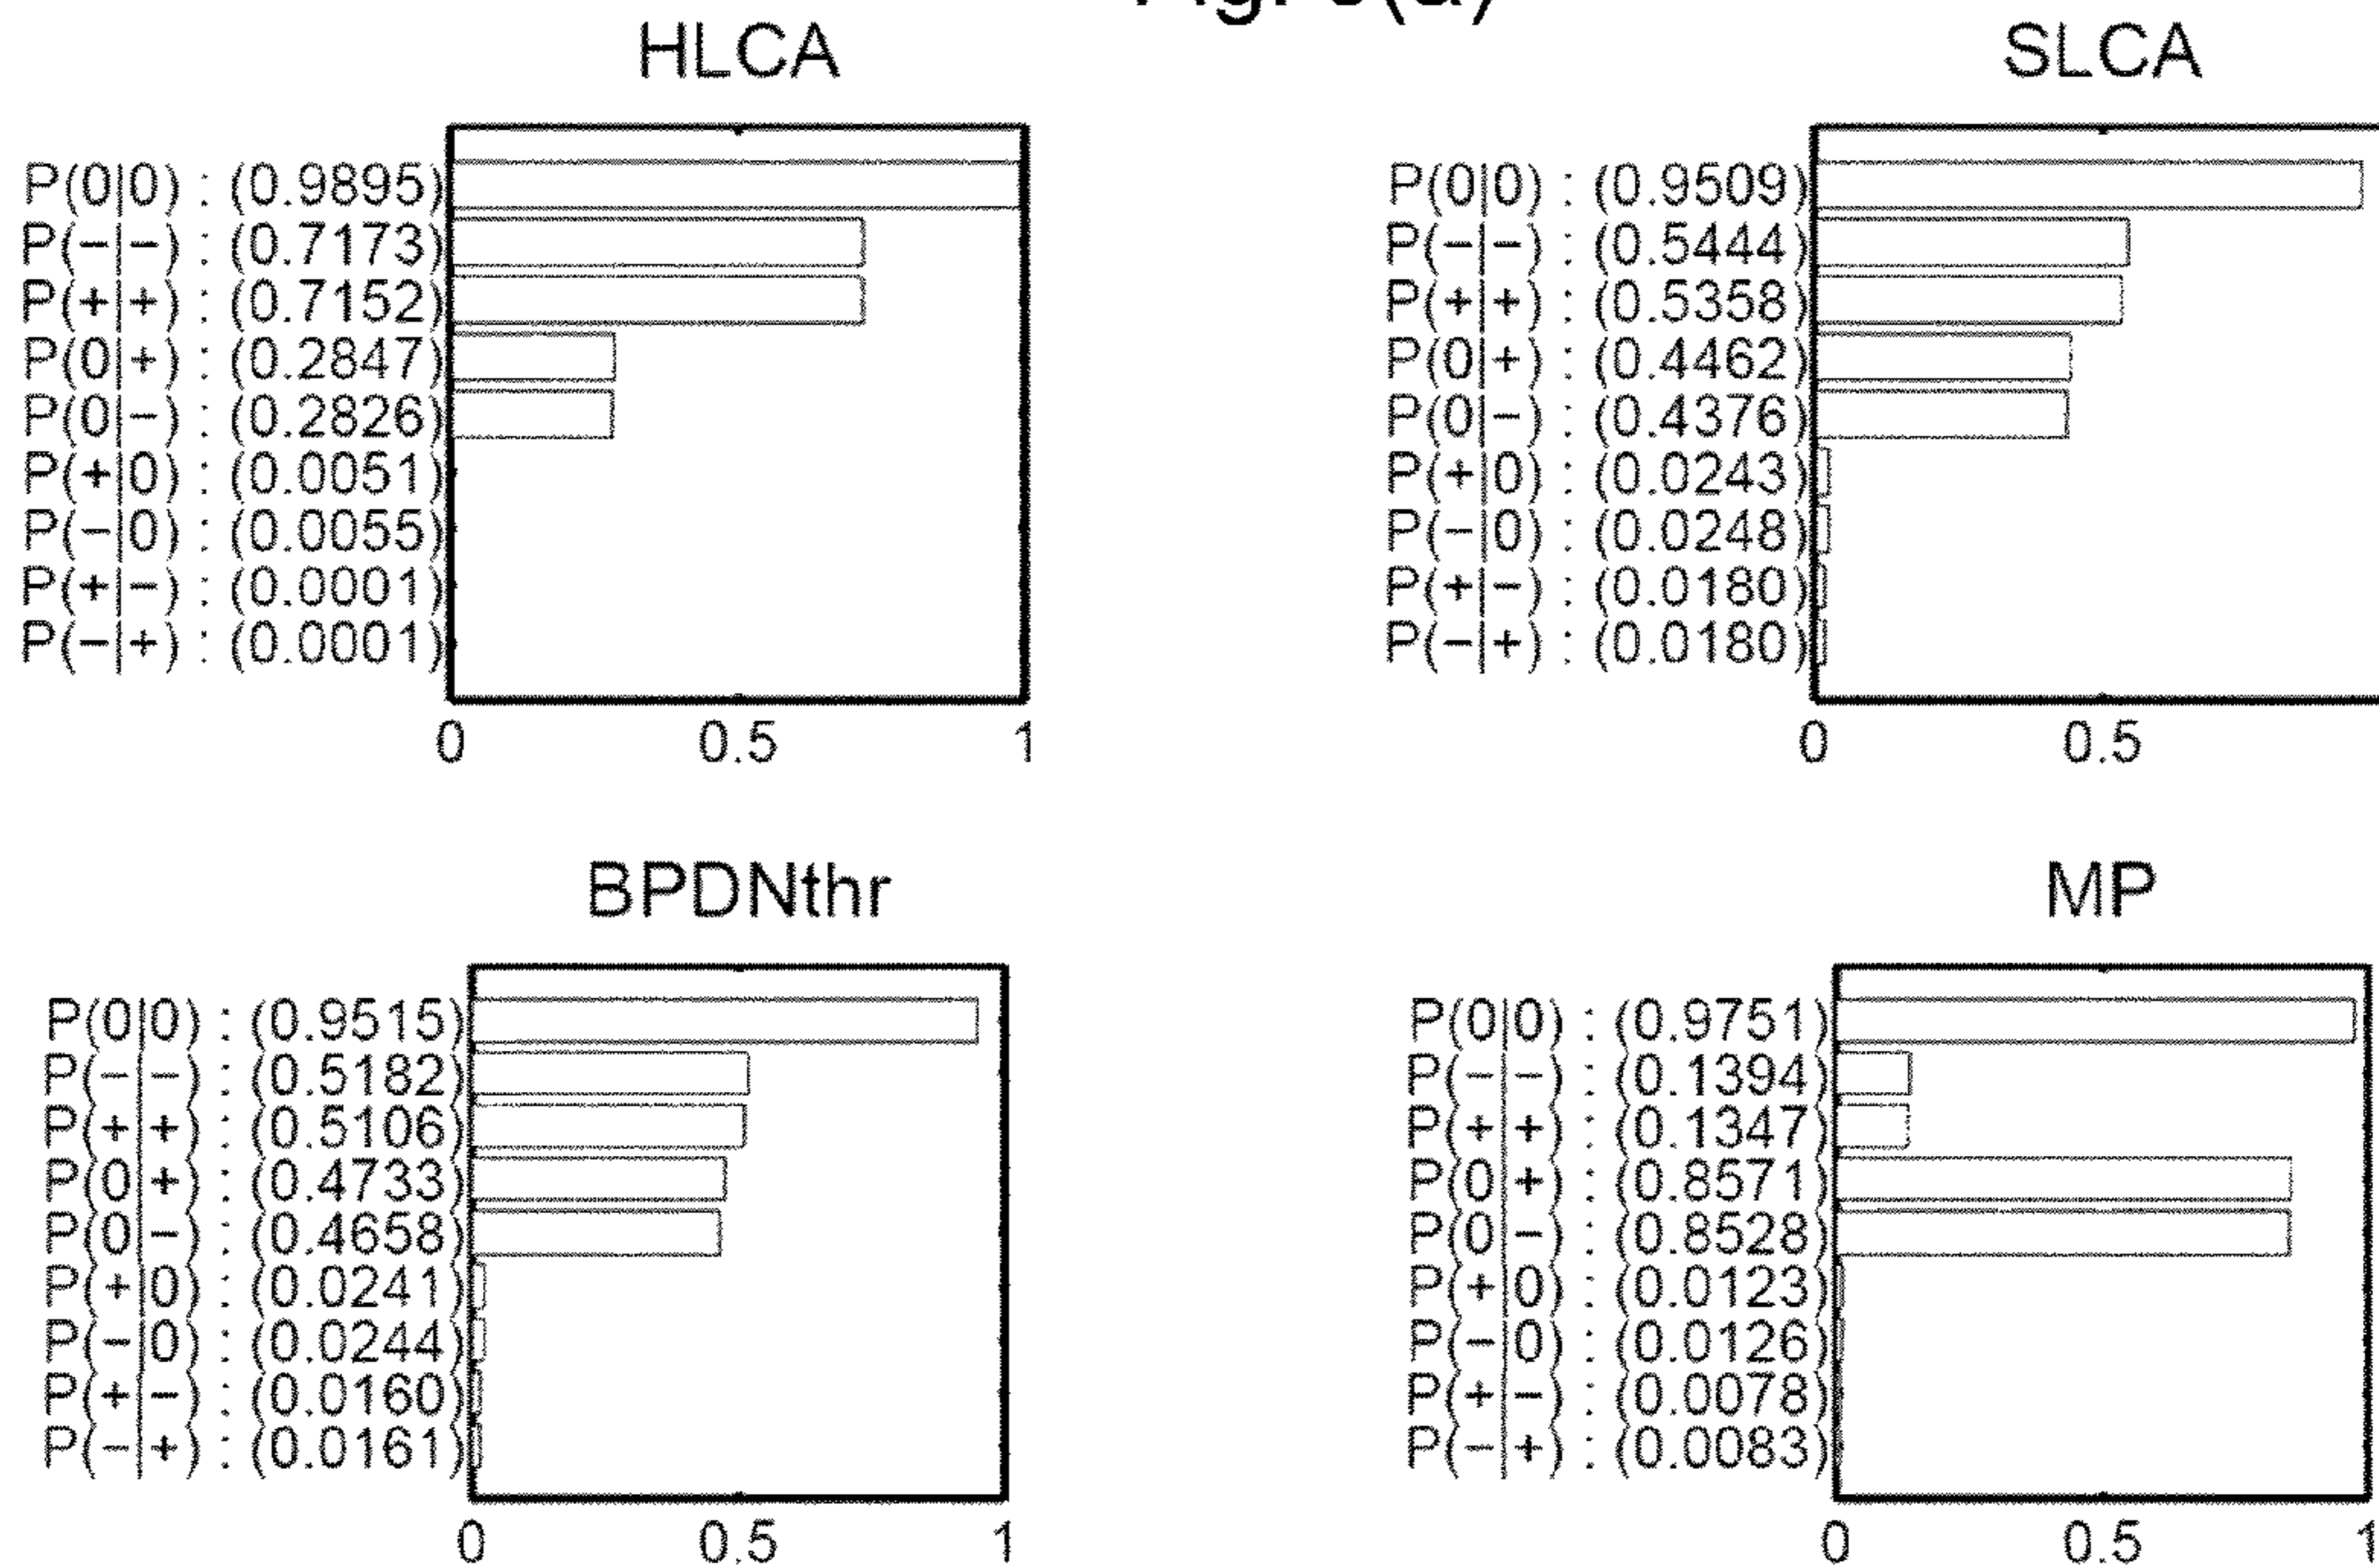 HLCA
P(0|0) : (0.9895)
P(−|−) : (0.7173)
P(+|+) : (0.7152)
P(0|+) : (0.2847)
P(0|−) : (0.2826)
P(+|0) : (0.0051)
P(−|0) : (0.0055)
P(+|−) : (0.0001)
P(−|+) : (0.0001)
0 0.5 1
SLCA
P(0|0) : (0.9509)
P(−|−) : (0.5444)
P(+|+) : (0.5358)
P(0|+) : (0.4462)
P(0|−) : (0.4376)
P(+|0) : (0.0243)
P(−|0) : (0.0248)
P(+|−) : (0.0180)
P(−|+) : (0.0180)
0 0.5
BPDNthr
P(0|0) : (0.9515)
P(−|−) : (0.5182)
P(+|+) : (0.5106)
P(0|+) : (0.4733)
P(0|−) : (0.4658)
P(+|0) : (0.0241)
P(−|0) : (0.0244)
P(+|−) : (0.0160)
P(−|+) : (0.0161)
0 0.5 1
MP
P(0|0) : (0.9751)
P(−|−) : (0.1394)
P(+|+) : (0.1347)
P(0|+) : (0.8571)
P(0|−) : (0.8528)
P(+|0) : (0.0123)
P(−|0) : (0.0126)
P(+|−) : (0.0078)
P(−|+) : (0.0083)
0 0.5 1